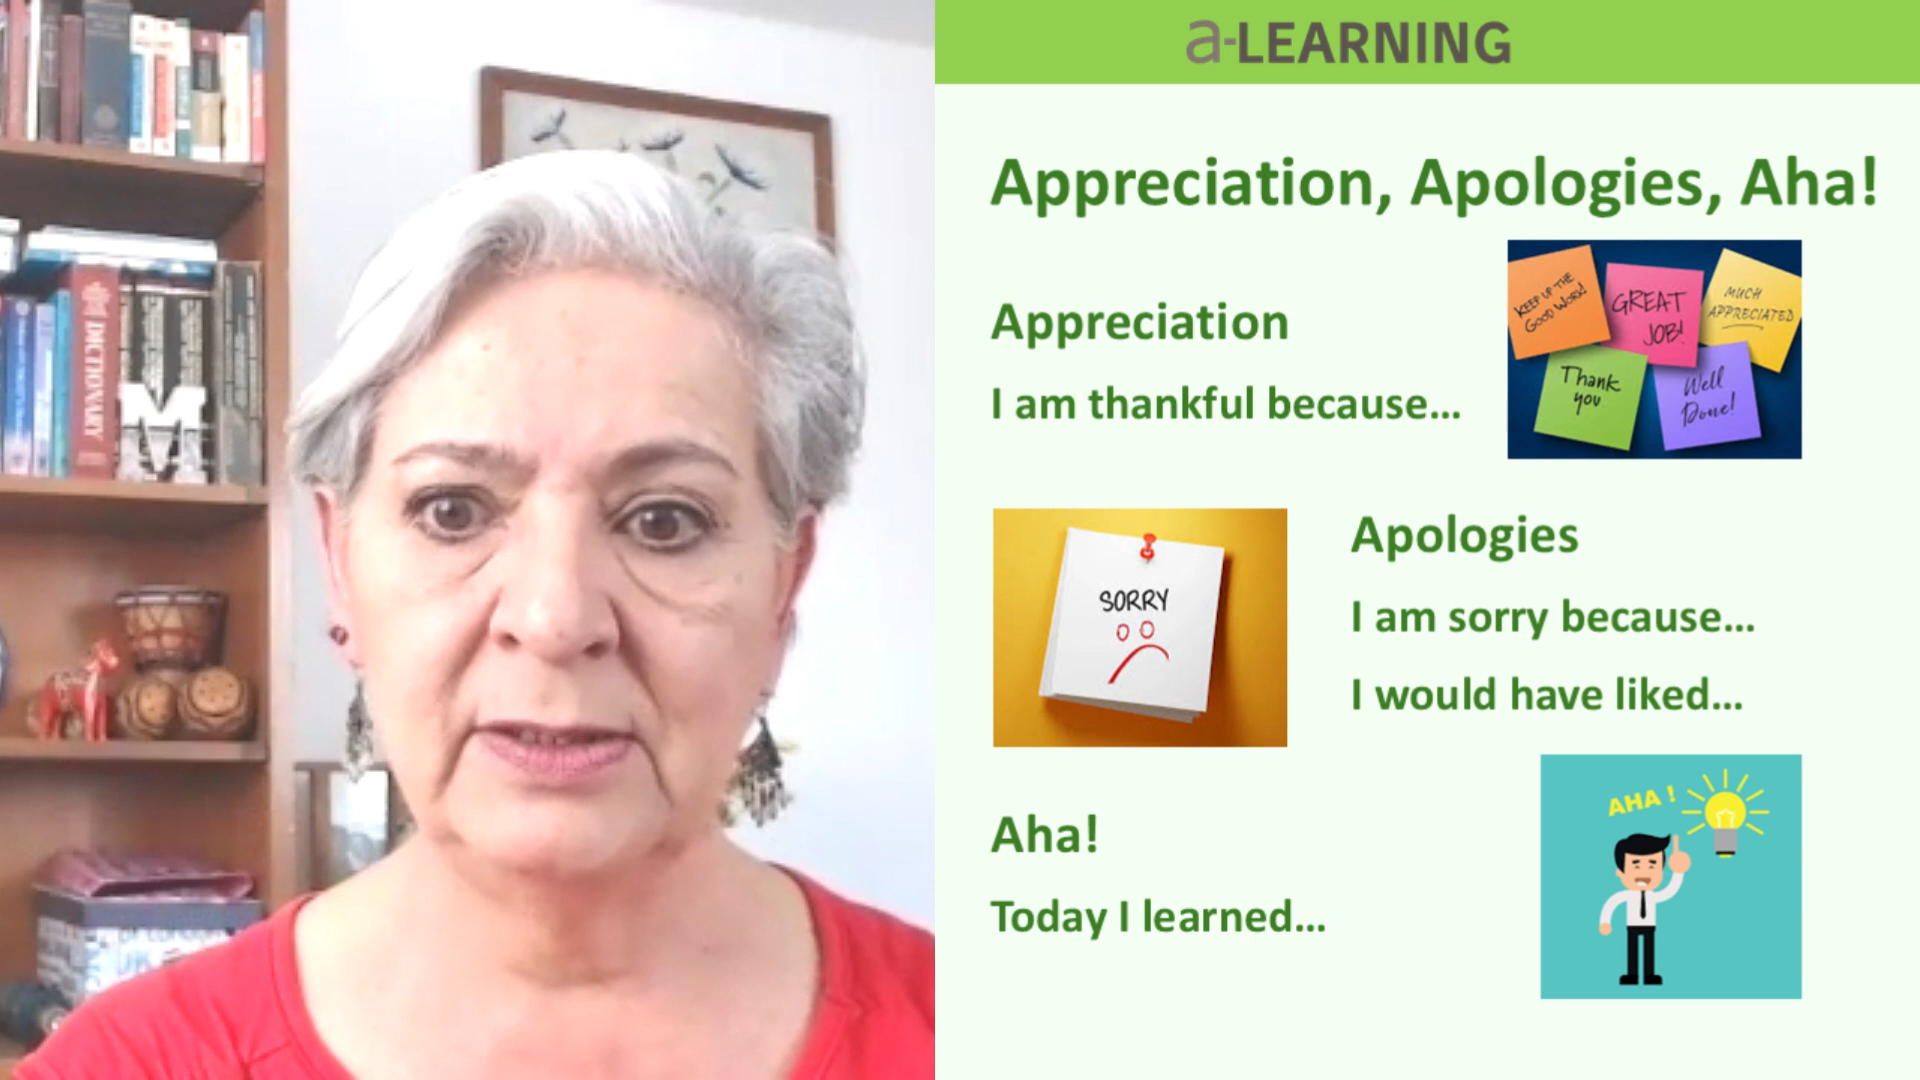 a-LEARNING
Appreciation, Apologies, Aha!
Appreciation
I am thankful because...
KEEP UP THE
GOOD WORK!
GREAT
JOB!
MUCH
APPRECIATED
Thank
you
Well
Done!
SORRY
Apologies
I am sorry because...
I would have liked...
Aha!
Today I learned...
AHA !
DICTIONARY
M